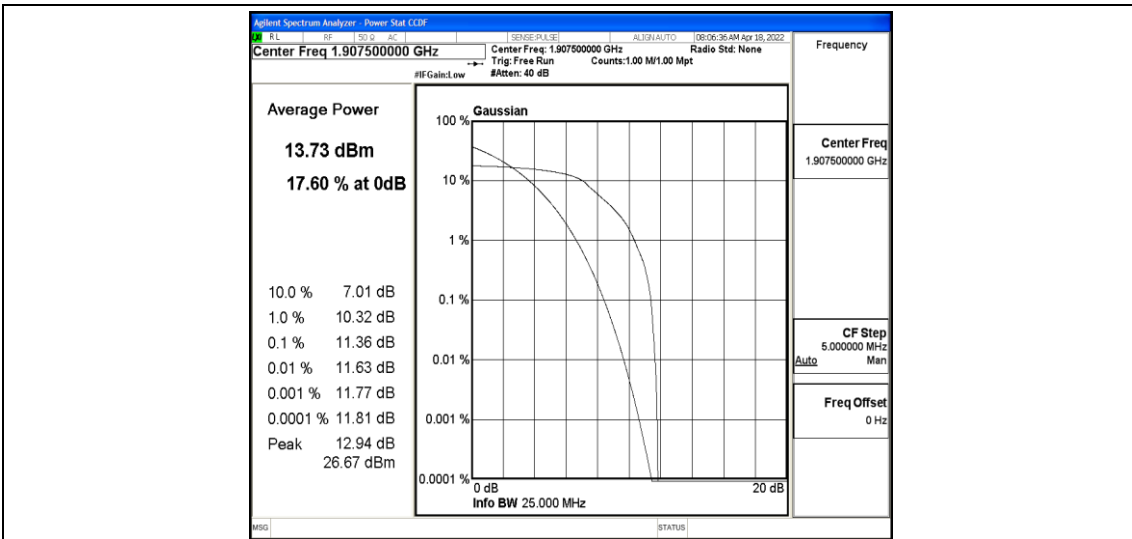 Agilent Spectrum Analyzer - Power Stat CCDF
LXI RL RF 50 Ω AC SENSE:PULSE ALIGNAUTO 08:06:36 AM Apr 18, 2022
Center Freq 1.907500000 GHz
Center Freq: 1.907500000 GHz Radio Std: None
Trig: Free Run Counts:1.00 M/1.00 Mpt
#IFGain:Low #Atten: 40 dB
Frequency
Average Power
13.73 dBm
17.60 % at 0dB
10.0 % 7.01 dB
1.0 % 10.32 dB
0.1 % 11.36 dB
0.01 % 11.63 dB
0.001 % 11.77 dB
0.0001 % 11.81 dB
Peak 12.94 dB
26.67 dBm
Gaussian
100 %
10 %
1 %
0.1 %
0.01 %
0.001 %
0.0001 %
0 dB 20 dB
Info BW 25.000 MHz
Center Freq
1.907500000 GHz
CF Step
5.000000 MHz
Auto Man
Freq Offset
0 Hz
MSG STATUS